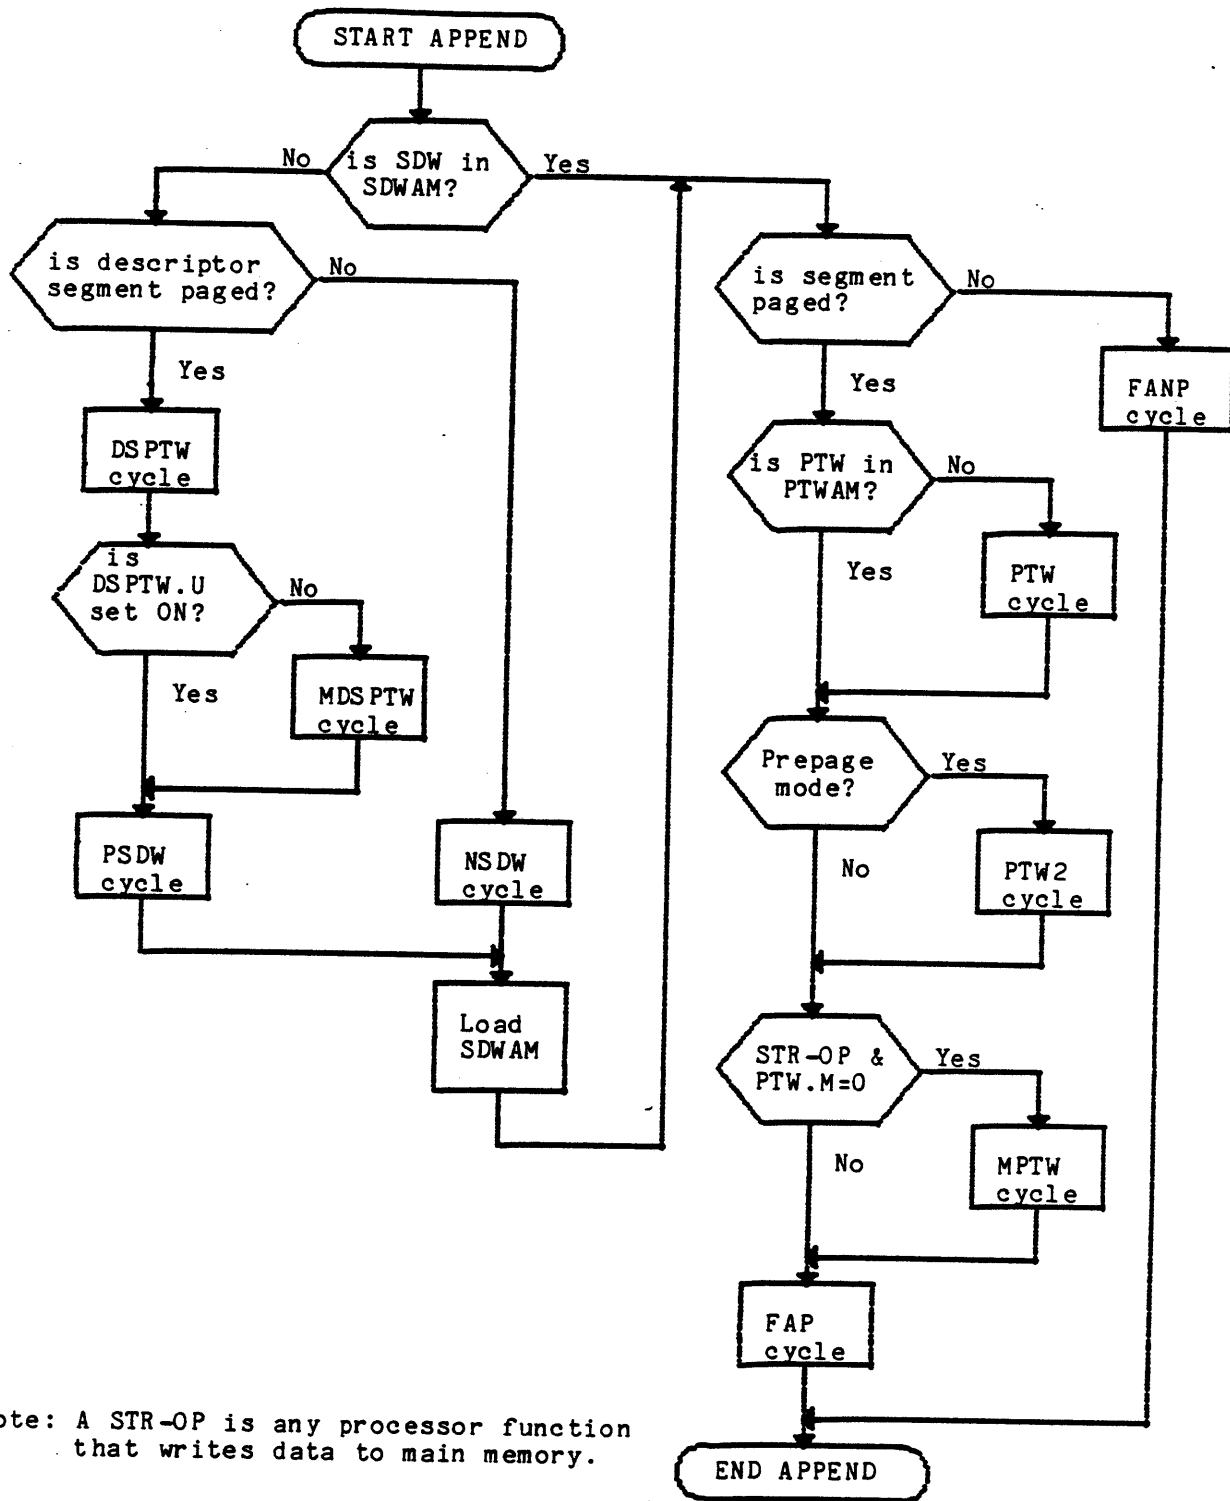 START APPEND
is SDW in
SDWAM?
No
Yes
is descriptor
segment paged?
No
Yes
DSPTW
cycle
is
DSPTW.U
set ON?
No
Yes
MDSPTW
cycle
PSDW
cycle
NSDW
cycle
Load
SDWAM
is segment
paged?
No
Yes
FANP
cycle
is PTW in
PTWAM?
No
Yes
PTW
cycle
Prepage
mode?
Yes
No
PTW2
cycle
STR-OP &
PTW.M=0
Yes
No
MPTW
cycle
FAP
cycle
END APPEND
ote: A STR-OP is any processor function
that writes data to main memory.